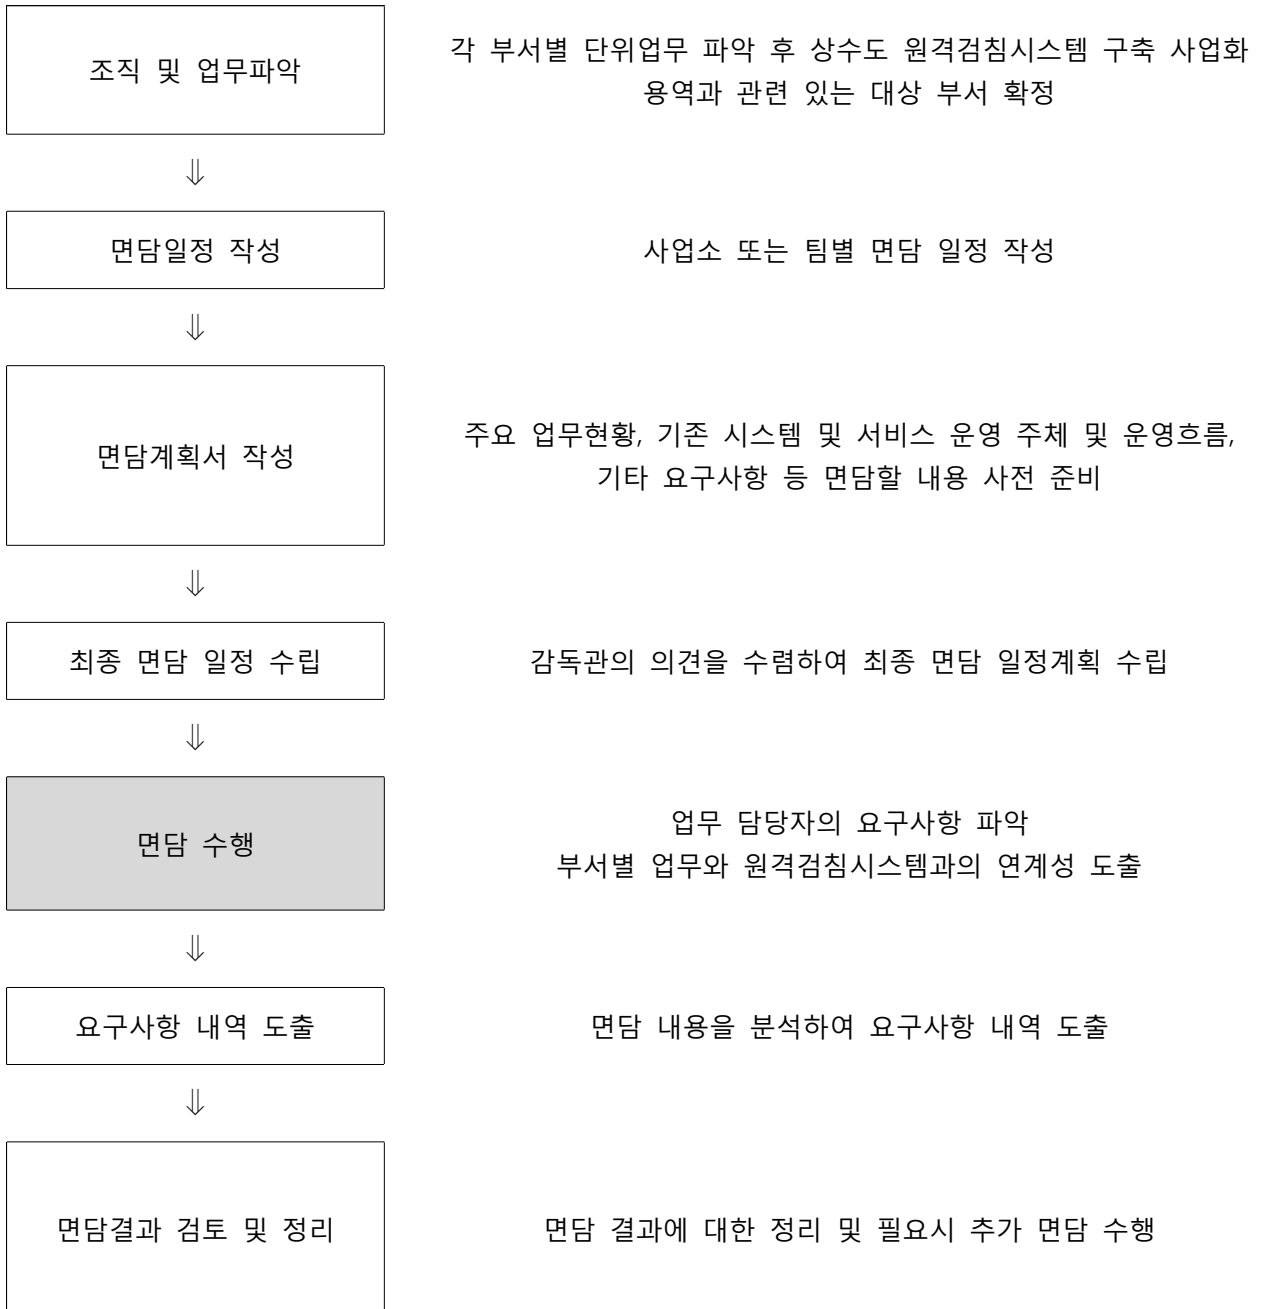 조직 및 업무파악
각 부서별 단위업무 파악 후 상수도 원격검침시스템 구축 사업화
용역과 관련 있는 대상 부서 확정
⇓
면담일정 작성
사업소 또는 팀별 면담 일정 작성
⇓
면담계획서 작성
주요 업무현황, 기존 시스템 및 서비스 운영 주체 및 운영흐름,
기타 요구사항 등 면담할 내용 사전 준비
⇓
최종 면담 일정 수립
감독관의 의견을 수렴하여 최종 면담 일정계획 수립
⇓
면담 수행
업무 담당자의 요구사항 파악
부서별 업무와 원격검침시스템과의 연계성 도출
⇓
요구사항 내역 도출
면담 내용을 분석하여 요구사항 내역 도출
⇓
면담결과 검토 및 정리
면담 결과에 대한 정리 및 필요시 추가 면담 수행